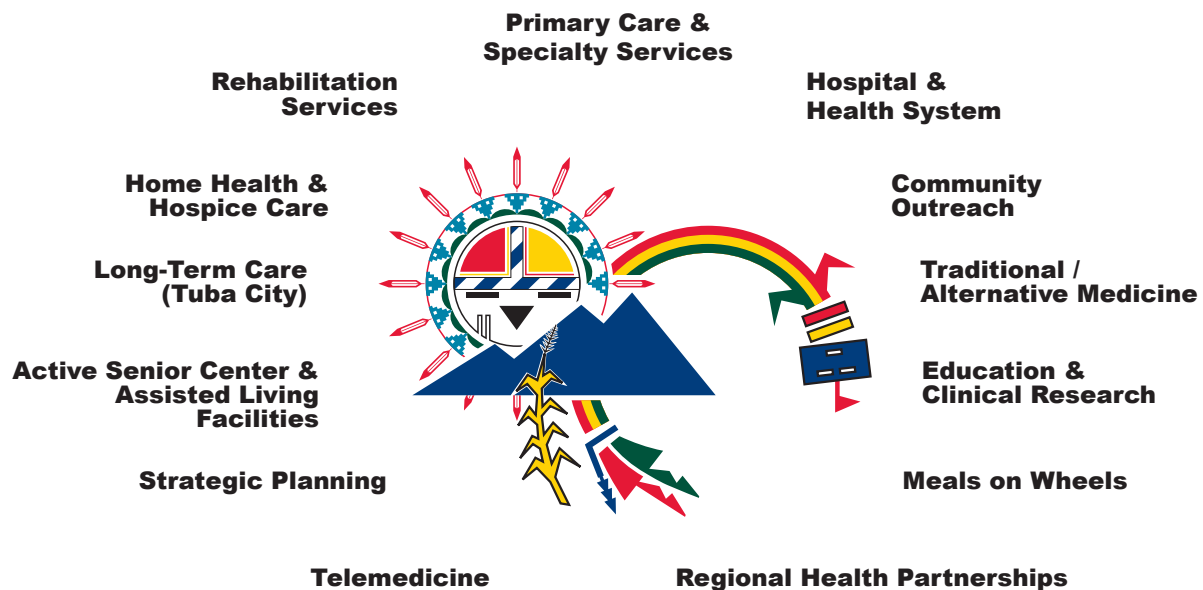 Primary Care &
Specialty Services
Rehabilitation
Services
Hospital &
Health System
Home Health &
Hospice Care
Community
Outreach
Long-Term Care
(Tuba City)
Traditional /
Alternative Medicine
Active Senior Center &
Assisted Living
Facilities
Education &
Clinical Research
Strategic Planning
Meals on Wheels
Telemedicine
Regional Health Partnerships